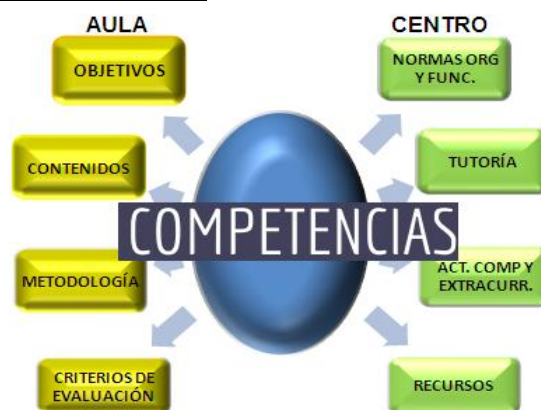 AULA
CENTRO
OBJETIVOS
NORMAS ORG
Y FUNC.
CONTENIDOS
TUTORÍA
COMPETENCIAS
METODOLOGÍA
ACT. COMP Y
EXTRACURR.
CRITERIOS DE
EVALUACIÓN
RECURSOS